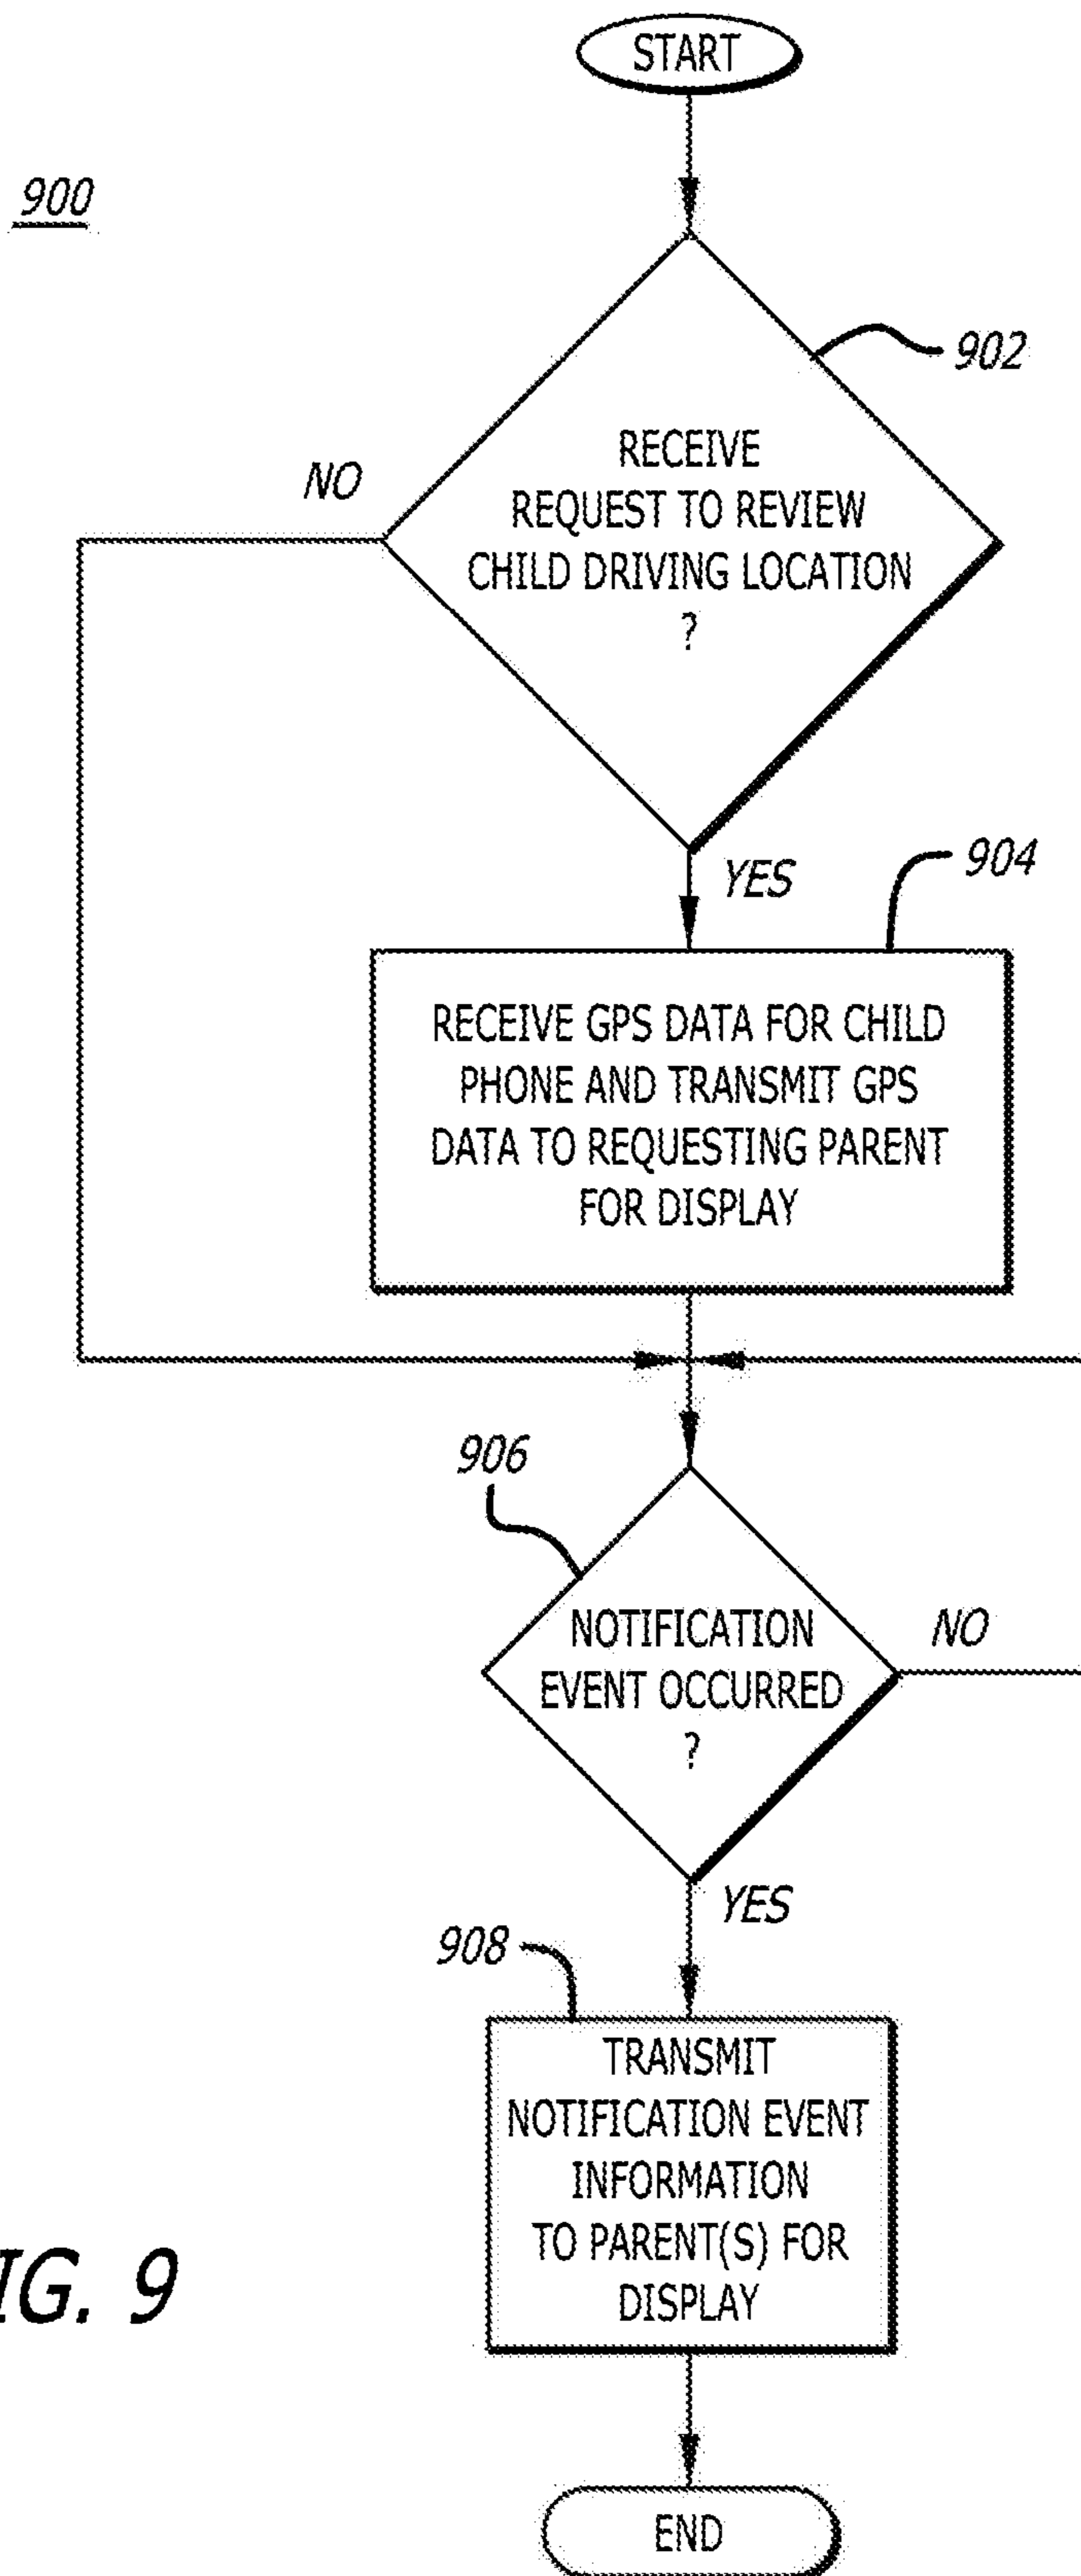 START
900
902
RECEIVE
REQUEST TO REVIEW
CHILD DRIVING LOCATION
?
NO
YES
904
RECEIVE GPS DATA FOR CHILD
PHONE AND TRANSMIT GPS
DATA TO REQUESTING PARENT
FOR DISPLAY
906
NOTIFICATION
EVENT OCCURRED
?
NO
YES
908
TRANSMIT
NOTIFICATION EVENT
INFORMATION
TO PARENT(S) FOR
DISPLAY
IG. 9
END